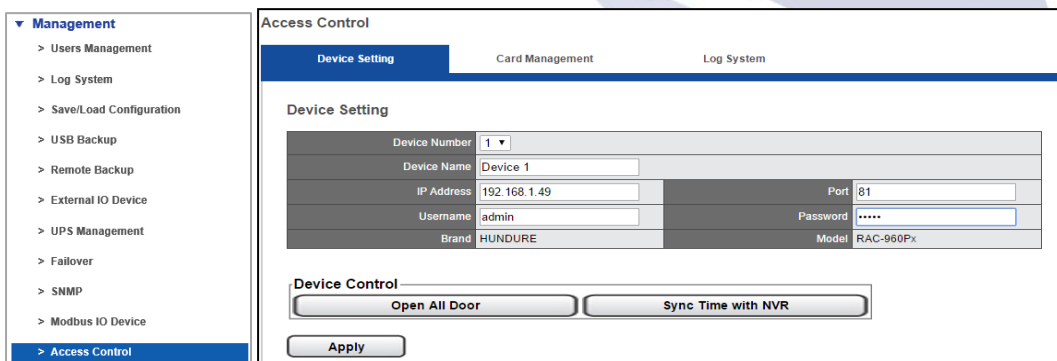 Management
> Users Management
> Log System
> Save/Load Configuration
> USB Backup
> Remote Backup
> External IO Device
> UPS Management
> Failover
> SNMP
> Modbus IO Device
> Access Control
Access Control
Device Setting Card Management Log System
Device Setting
Device Number 1
Device Name Device 1
IP Address 192.168.1.49 Port 81
Username admin Password •••••
Brand HUNDURE Model RAC-960Px
Device Control
Open All Door Sync Time with NVR
Apply